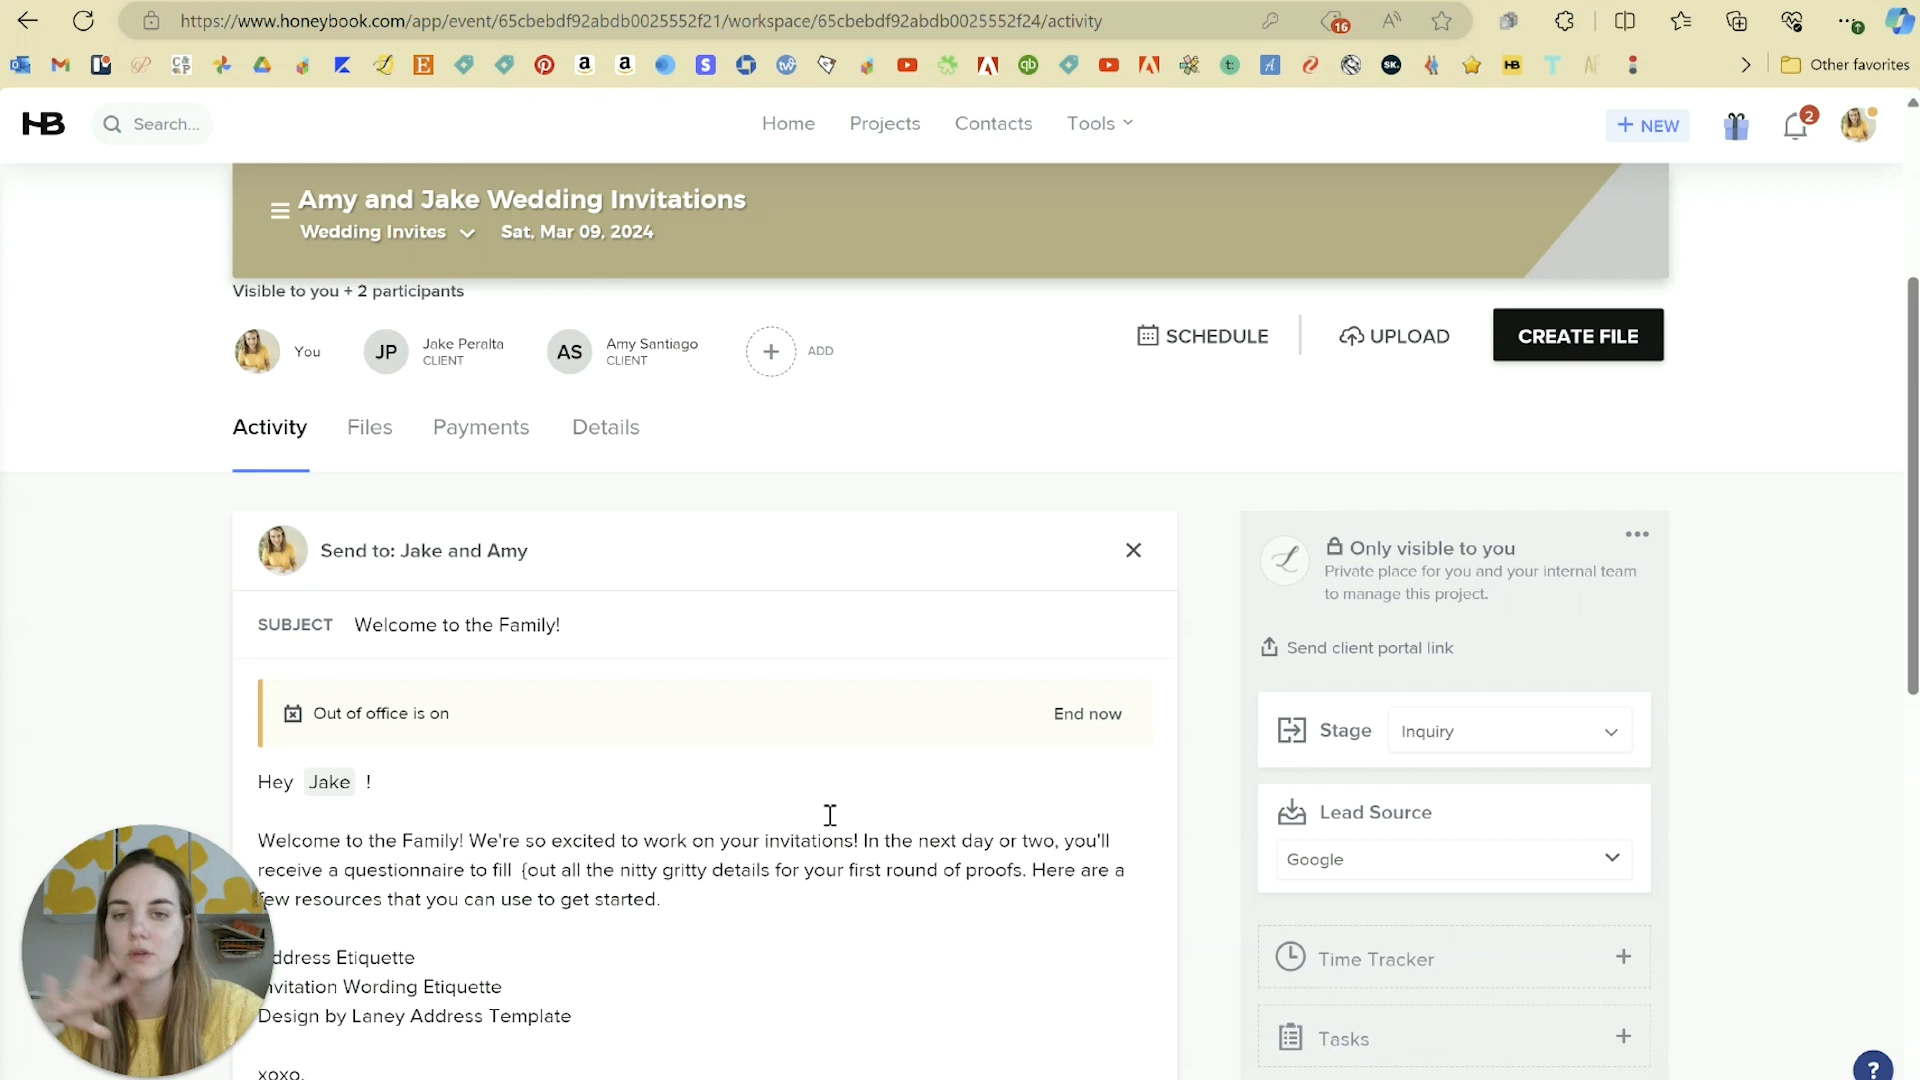 https://www.honeybook.com/app/event/65cbebdf92abdb0025552f21/workspace/65cbebdf92abdb0025552f24/activity
16
Other favorites
HB
Search...
Home
Projects
Contacts
Tools
+ NEW
2
Amy and Jake Wedding Invitations
Wedding Invites
Sat, Mar 09, 2024
Visible to you + 2 participants
You
JP
Jake Peralta
CLIENT
AS
Amy Santiago
CLIENT
+
ADD
SCHEDULE
UPLOAD
CREATE FILE
Activity
Files
Payments
Details
Send to: Jake and Amy
SUBJECT
Welcome to the Family!
Out of office is on
End now
Hey Jake !
Welcome to the Family! We're so excited to work on your invitations! In the next day or two, you'll
receive a questionnaire to fill {out all the nitty gritty details for your first round of proofs. Here are a
few resources that you can use to get started.
ddress Etiquette
nvitation Wording Etiquette
Design by Laney Address Template
xoxo,
Only visible to you
Private place for you and your internal team
to manage this project.
Send client portal link
Stage
Inquiry
Lead Source
Google
Time Tracker
+
Tasks
+
?